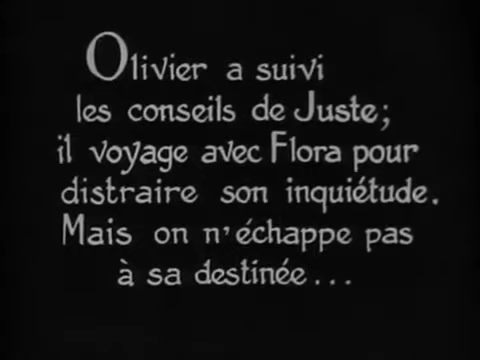 Olivier a suivi
les conseils de Juste;
il voyage avec Flora pour
distraire son inquiétude.
Mais on n'échappe pas
à sa destinée...